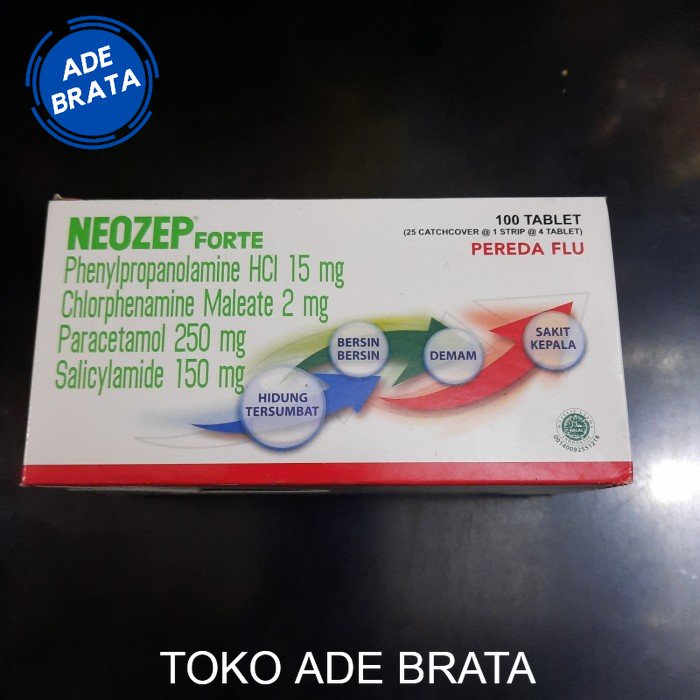 ADE
BRATA
NEOZEP® FORTE
Phenylpropanolamine HCl 15 mg
Chlorphenamine Maleate 2 mg
Paracetamol 250 mg
Salicylamide 150 mg
100 TABLET
(25 CATCHCOVER @ 1 STRIP @ 4 TABLET)
PEREDA FLU
HIDUNG
TERSUMBAT
BERSIN
BERSIN
DEMAM
SAKIT
KEPALA
HALAL
00140092551218
TOKO ADE BRATA